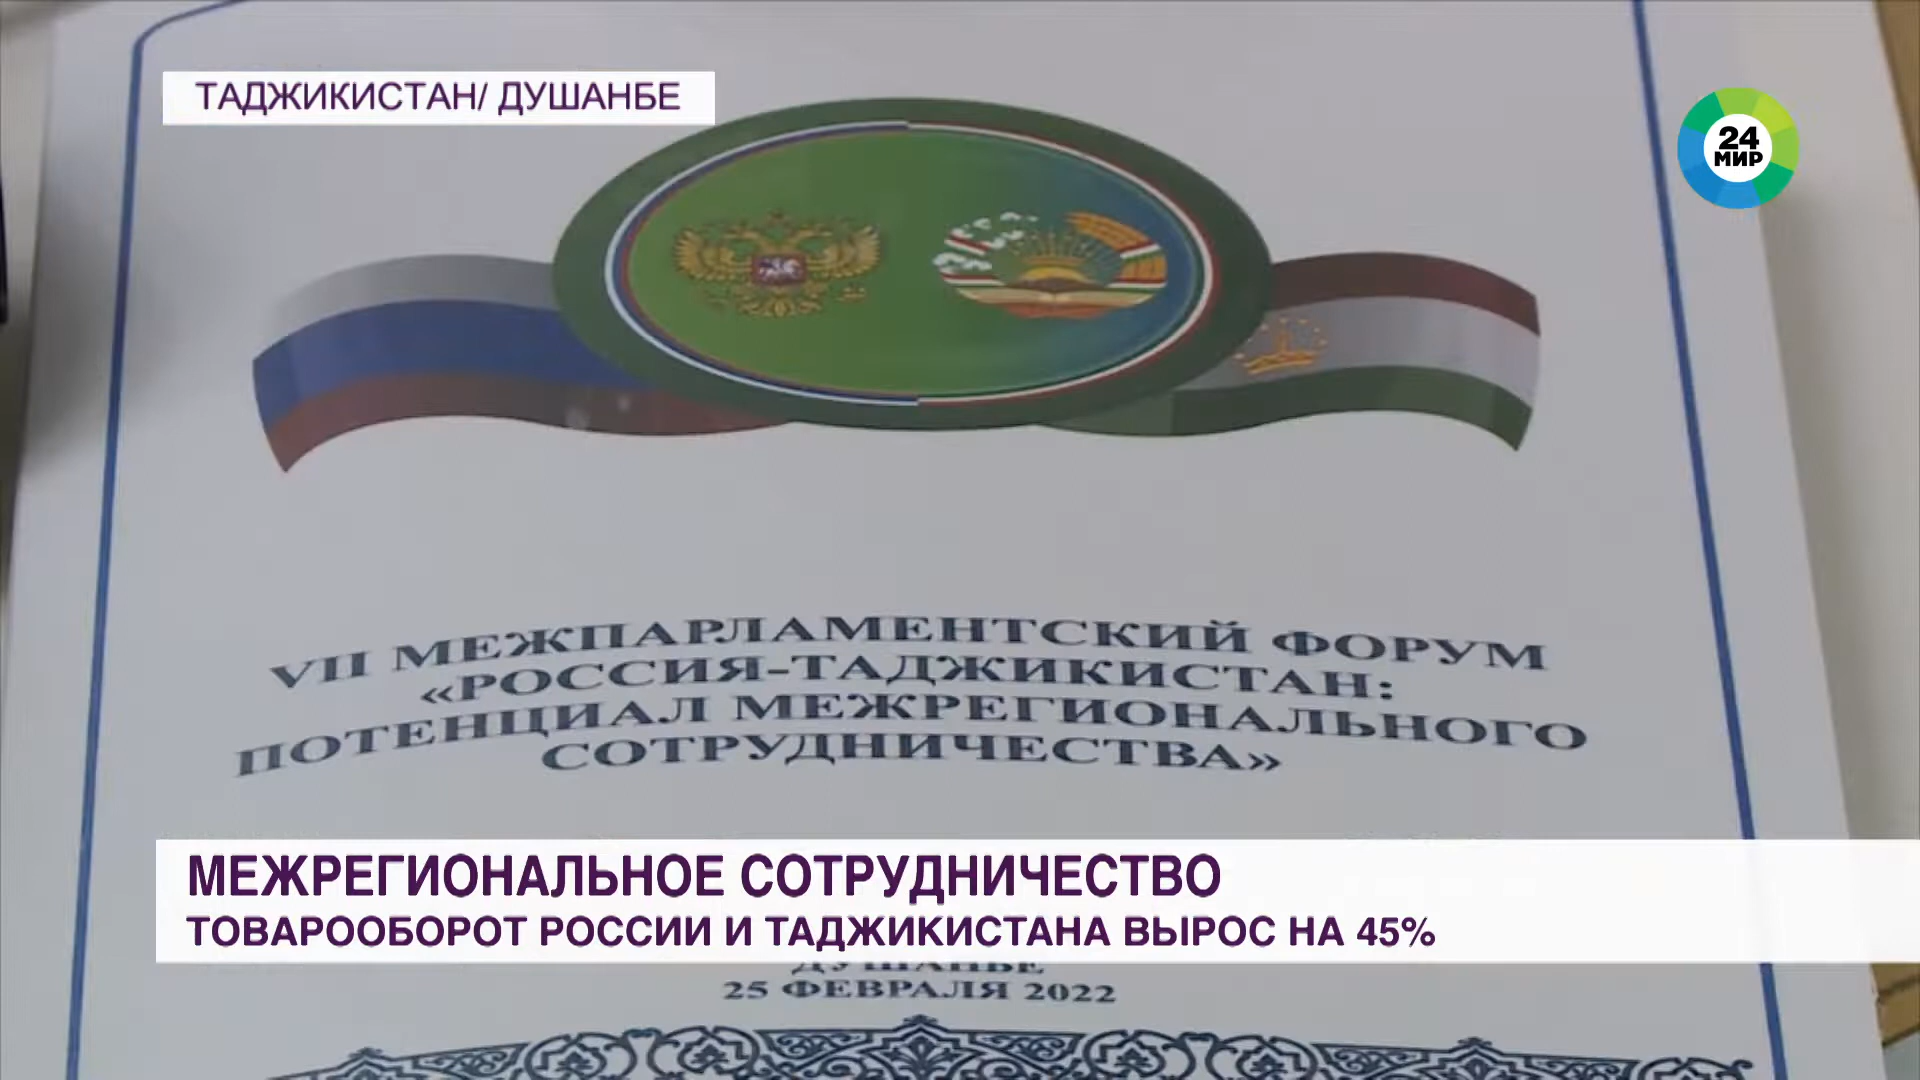 ТАДЖИКИСТАН/ ДУШАНБЕ
24
МИР
VII МЕЖПАРЛАМЕНТСКИЙ ФОРУМ
«РОССИЯ-ТАДЖИКИСТАН:
ПОТЕНЦИАЛ МЕЖРЕГИОНАЛЬНОГО
СОТРУДНИЧЕСТВА»
МЕЖРЕГИОНАЛЬНОЕ СОТРУДНИЧЕСТВО
ТОВАРООБОРОТ РОССИИ И ТАДЖИКИСТАНА ВЫРОС НА 45%
ДУШАНБЕ
25 ФЕВРАЛЯ 2022